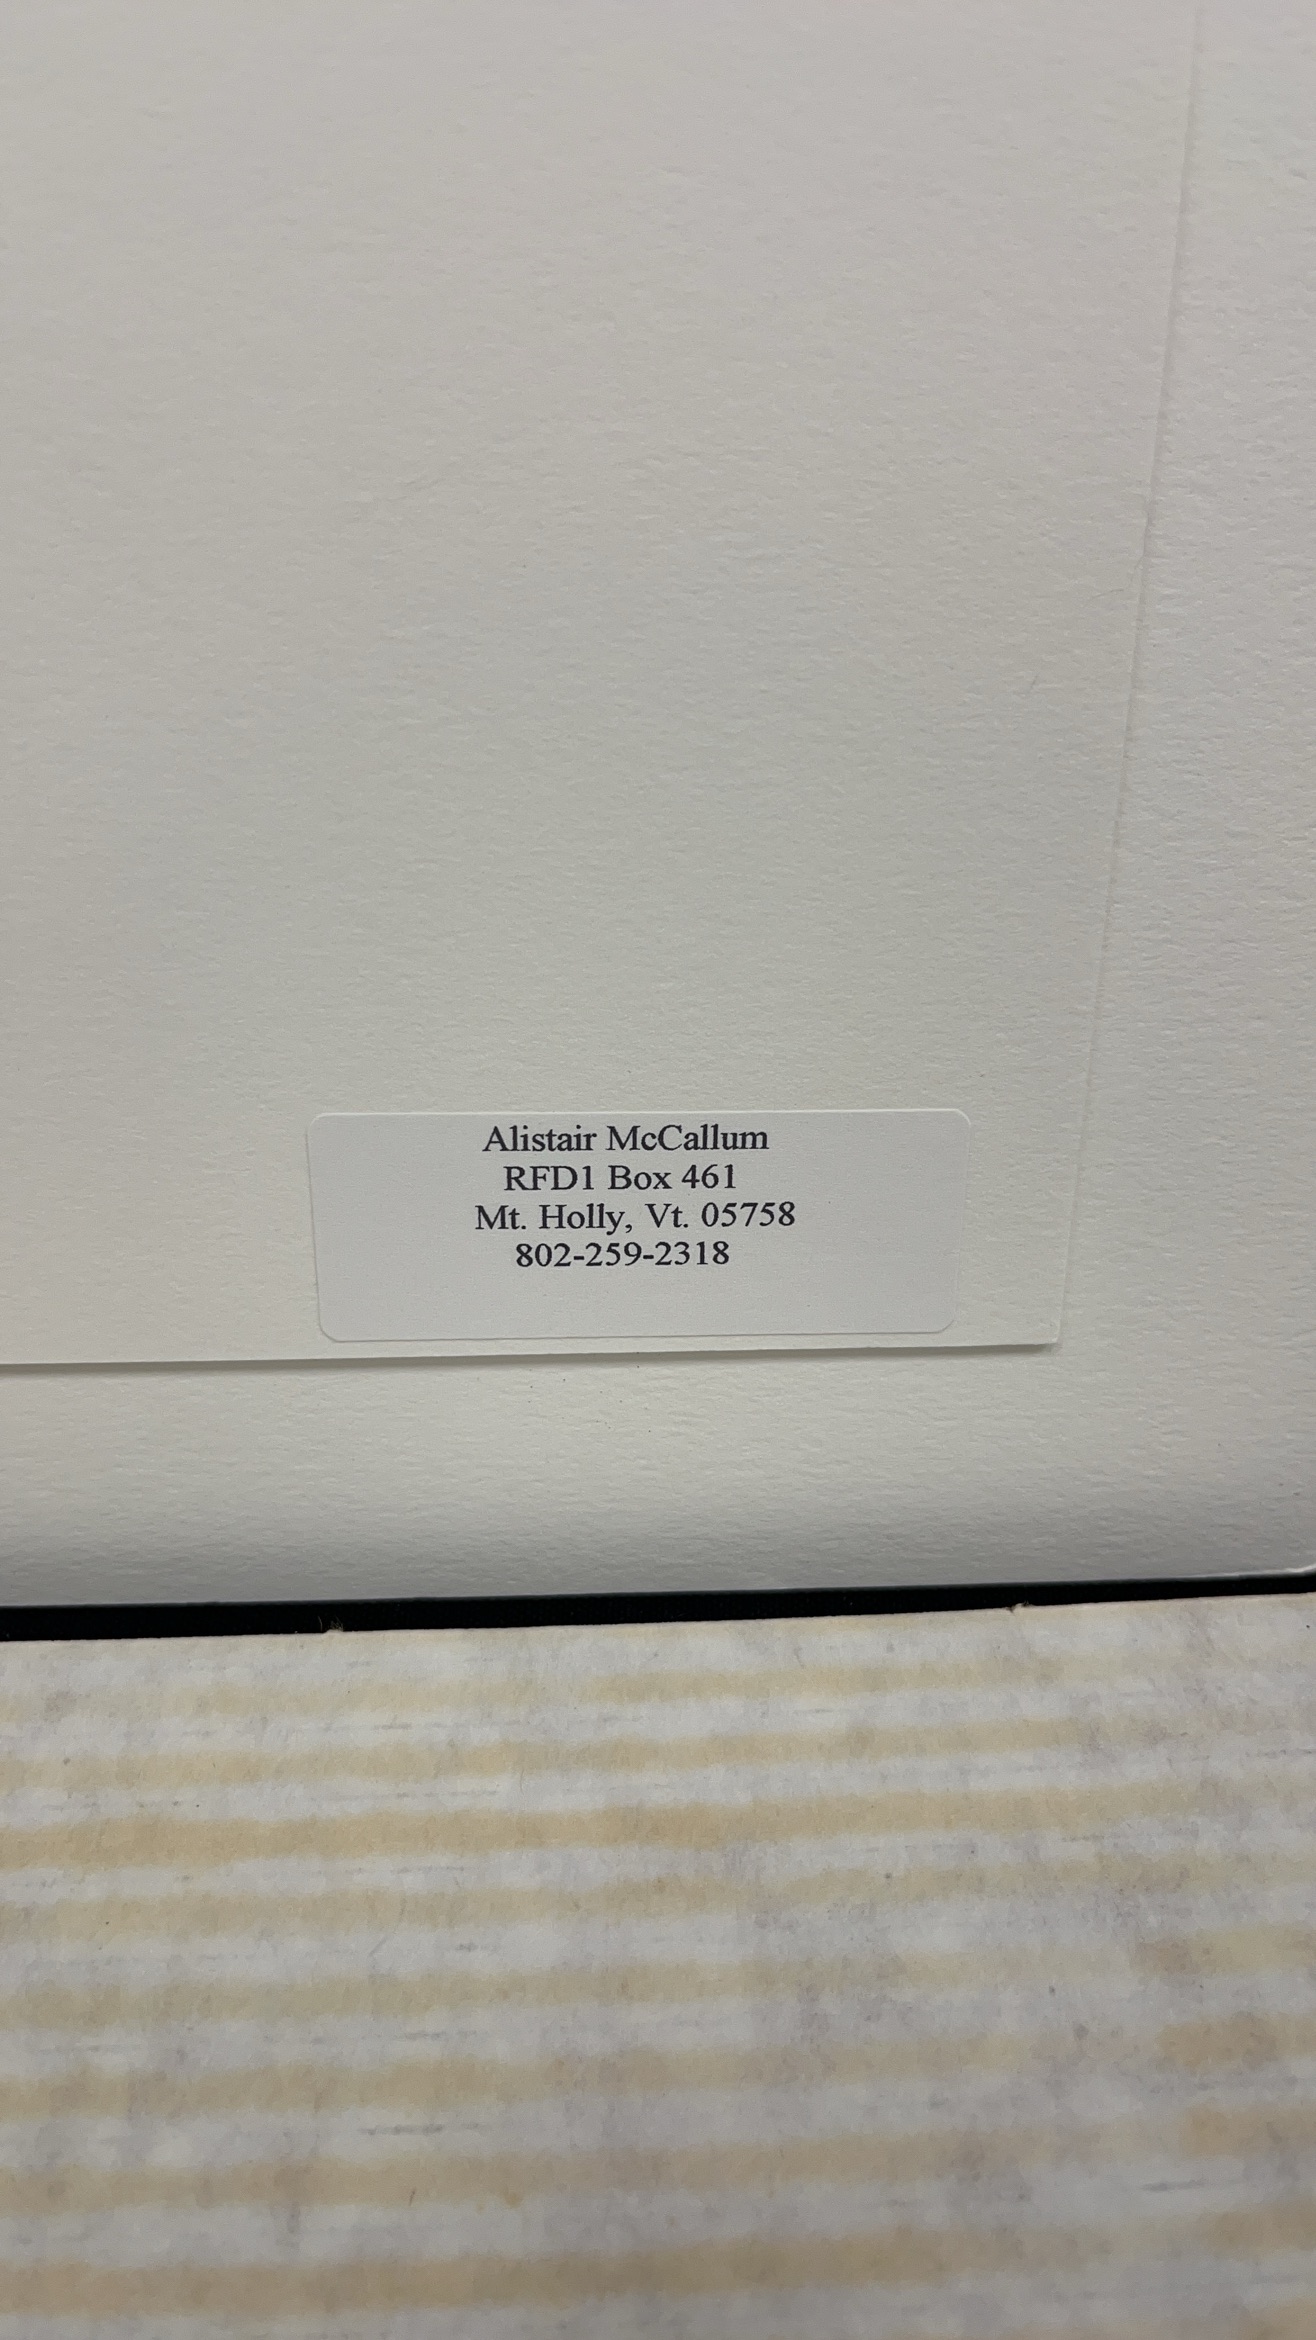 Alistair McCallum
RFD1 Box 461
Mt. Holly, Vt. 05758
802-259-2318